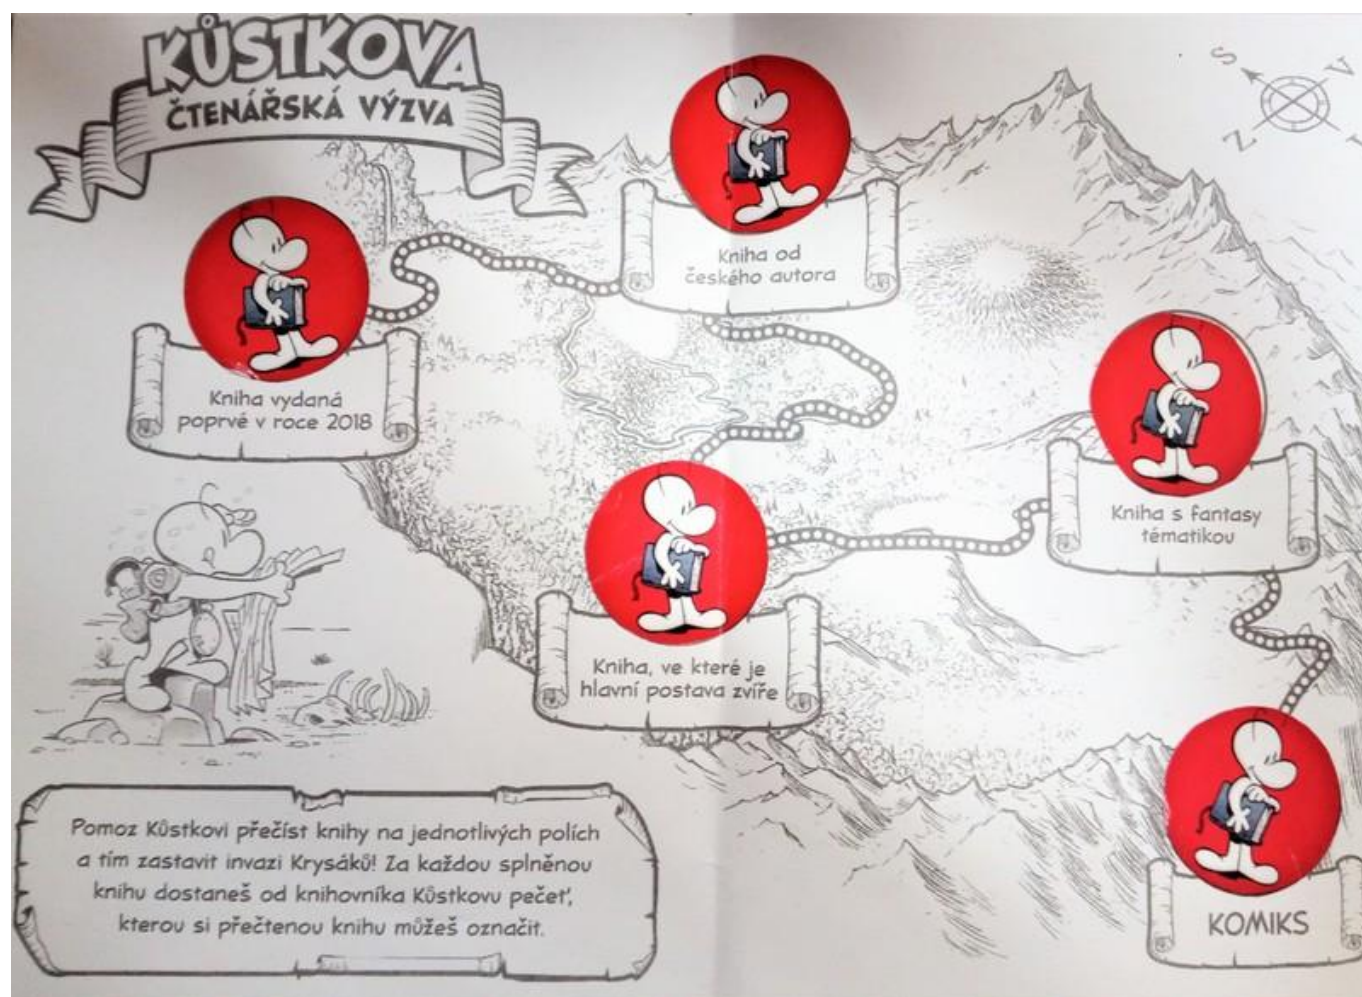 KŮSTKOVA
ČTENÁŘSKÁ VÝZVA
S
V
Z
Kniha od
českého autora
Kniha vydaná
poprvé v roce 2018
Kniha s fantasy
tématikou
Kniha, ve které je
hlavní postava zvíře
Pomoz Kůstkovi přečíst knihy na jednotlivých polích
a tím zastavit invazi Krysáků! Za každou splněnou
knihu dostaneš od knihovníka Kůstkovu pečeť,
kterou si přečtenou knihu můžeš označit.
KOMIKS